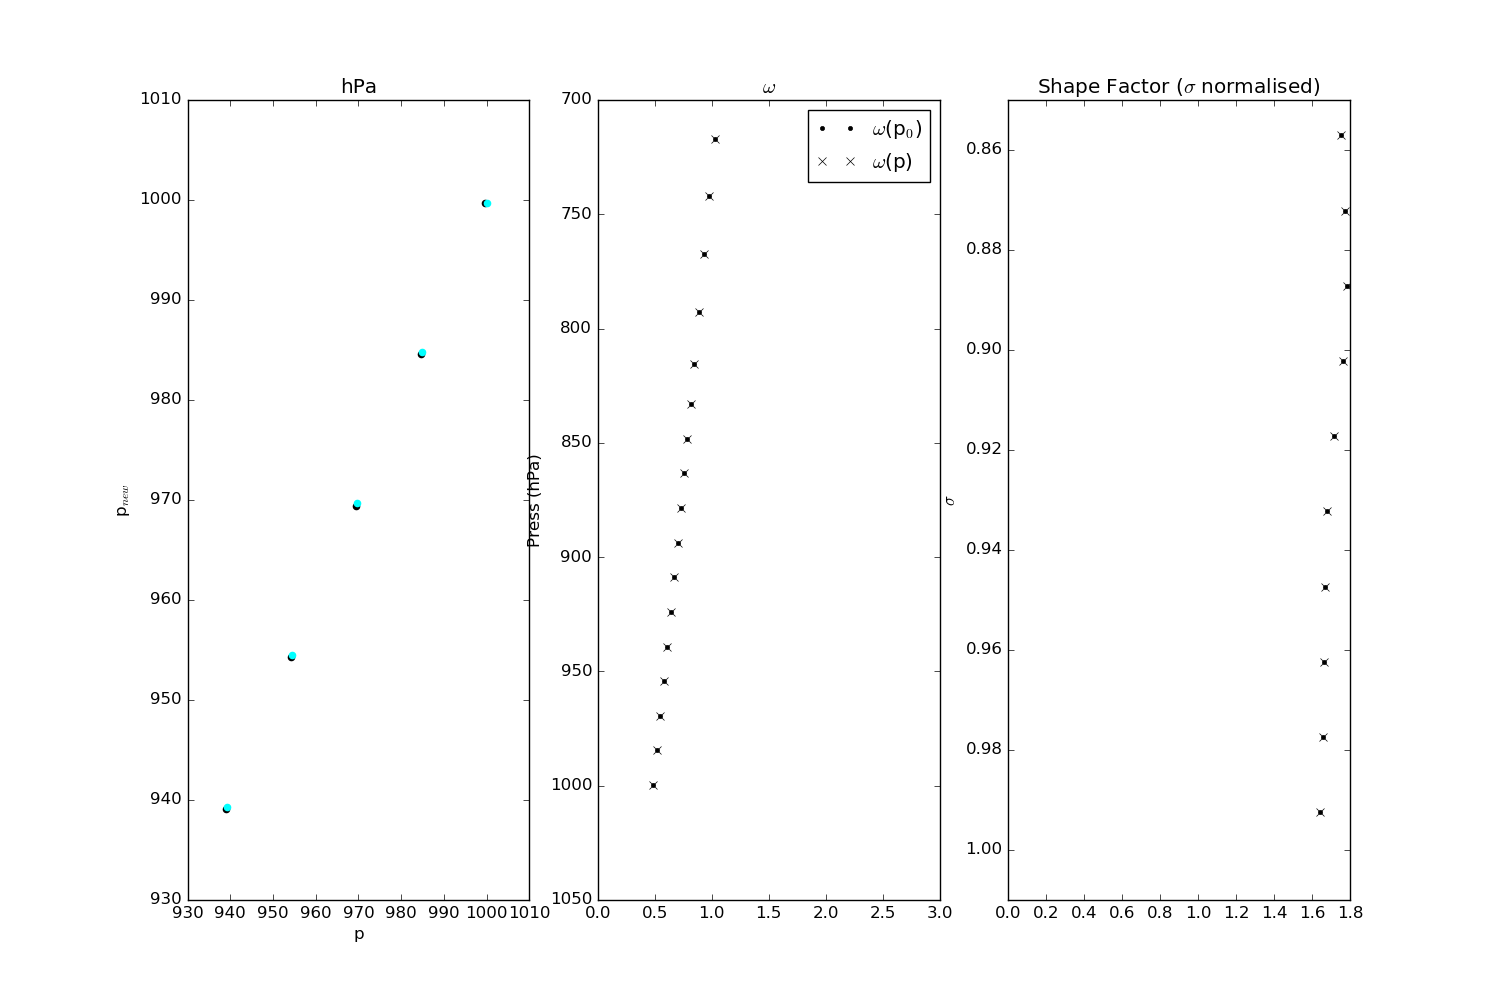 hPa
1010
1000
990
980
970
960
950
940
930
930 940 950 960 970 980 990 1000 1010
p
p_new
ω
700
750
800
850
900
950
1000
1050
0.0 0.5 1.0 1.5 2.0 2.5 3.0
Press (hPa)
ω(p₀)
ω(p)
Shape Factor (σ normalised)
0.86
0.88
0.90
0.92
0.94
0.96
0.98
1.00
0.0 0.2 0.4 0.6 0.8 1.0 1.2 1.4 1.6 1.8
σ